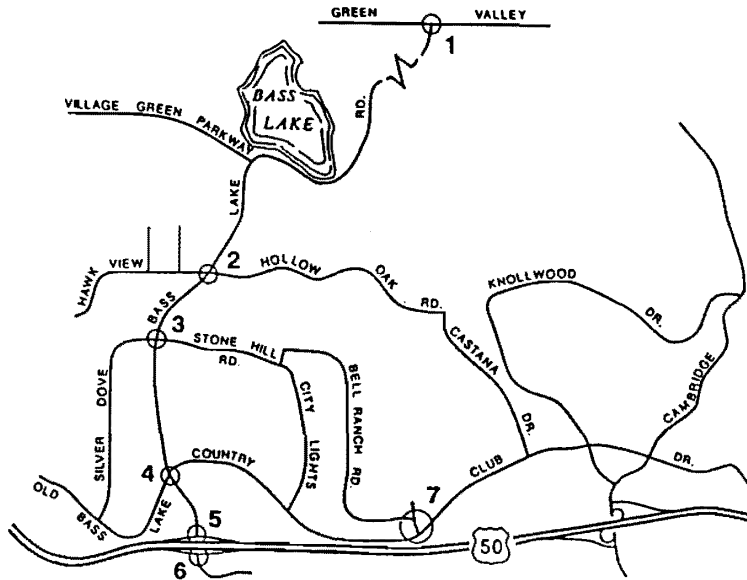 GREEN VALLEY
1
BASS
LAKE
RD.
VILLAGE GREEN PARKWAY
LAKE
HAWK VIEW
2
HOLLOW OAK RD.
KNOLLWOOD DR.
BASS
3
STONE HILL
RD.
SILVER DOVE
CITY LIGHTS
BELL RANCH RD.
CASTANA DR.
CAMBRIDGE
4
COUNTRY CLUB DR.
OLD BASS LAKE
5
6
7
50